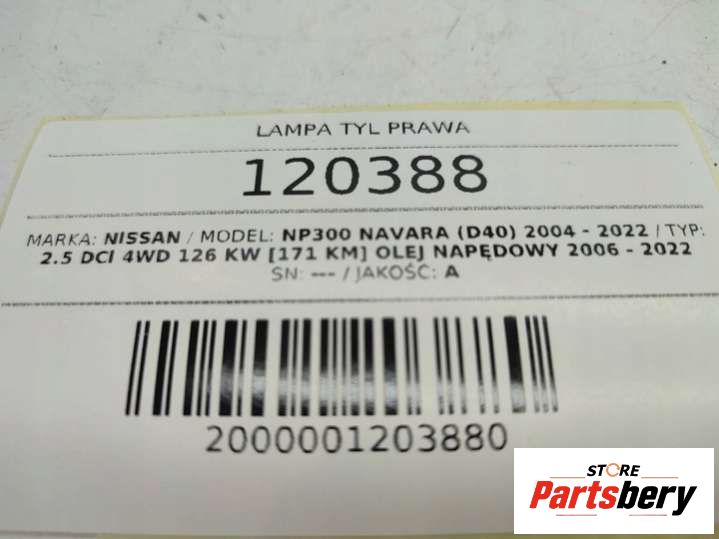 LAMPA TYL PRAWA
120388
MARKA: NISSAN / MODEL: NP300 NAVARA (D40) 2004 - 2022 / TYP:
2.5 DCI 4WD 126 KW [171 KM] OLEJ NAPĘDOWY 2006 - 2022
SN: --- / JAKOŚĆ: A
2000001203880
STORE
Partsbery